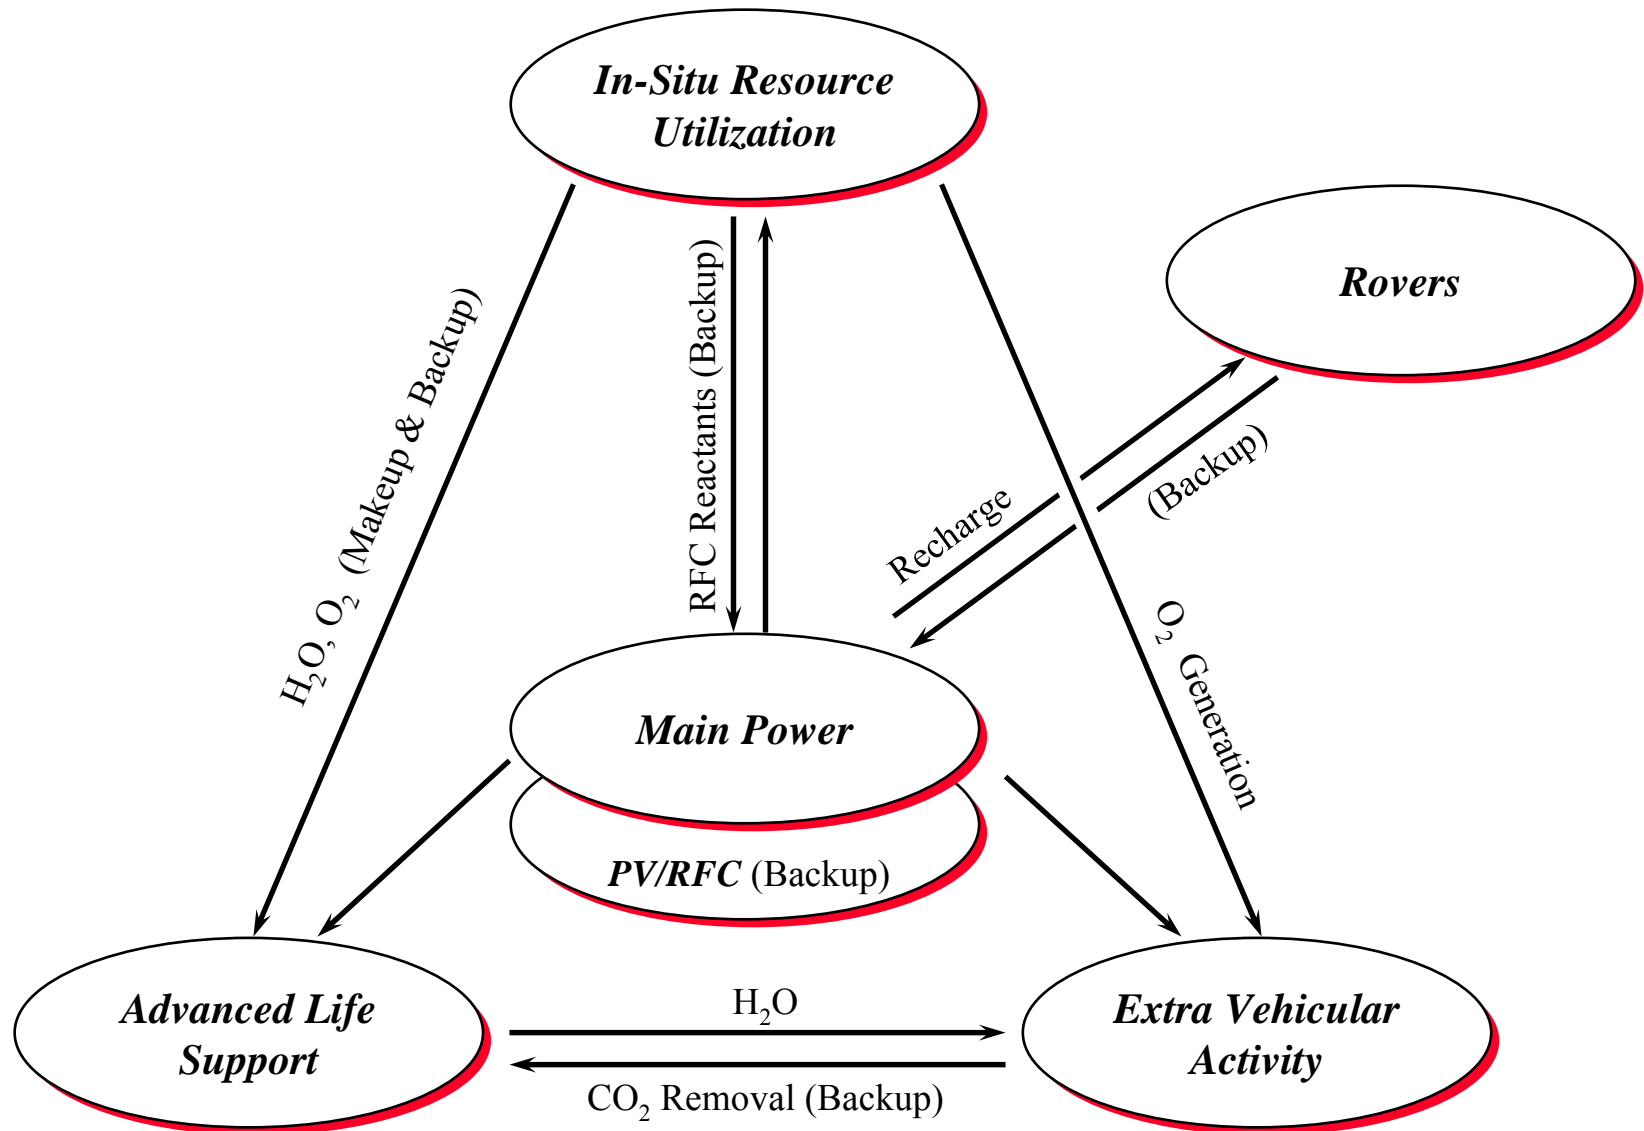 In-Situ Resource
Utilization
Rovers
H₂O, O₂ (Makeup & Backup)
RFC Reactants (Backup)
Recharge
(Backup)
O₂ Generation
Main Power
PV/RFC (Backup)
Advanced Life
Support
H₂O
CO₂ Removal (Backup)
Extra Vehicular
Activity